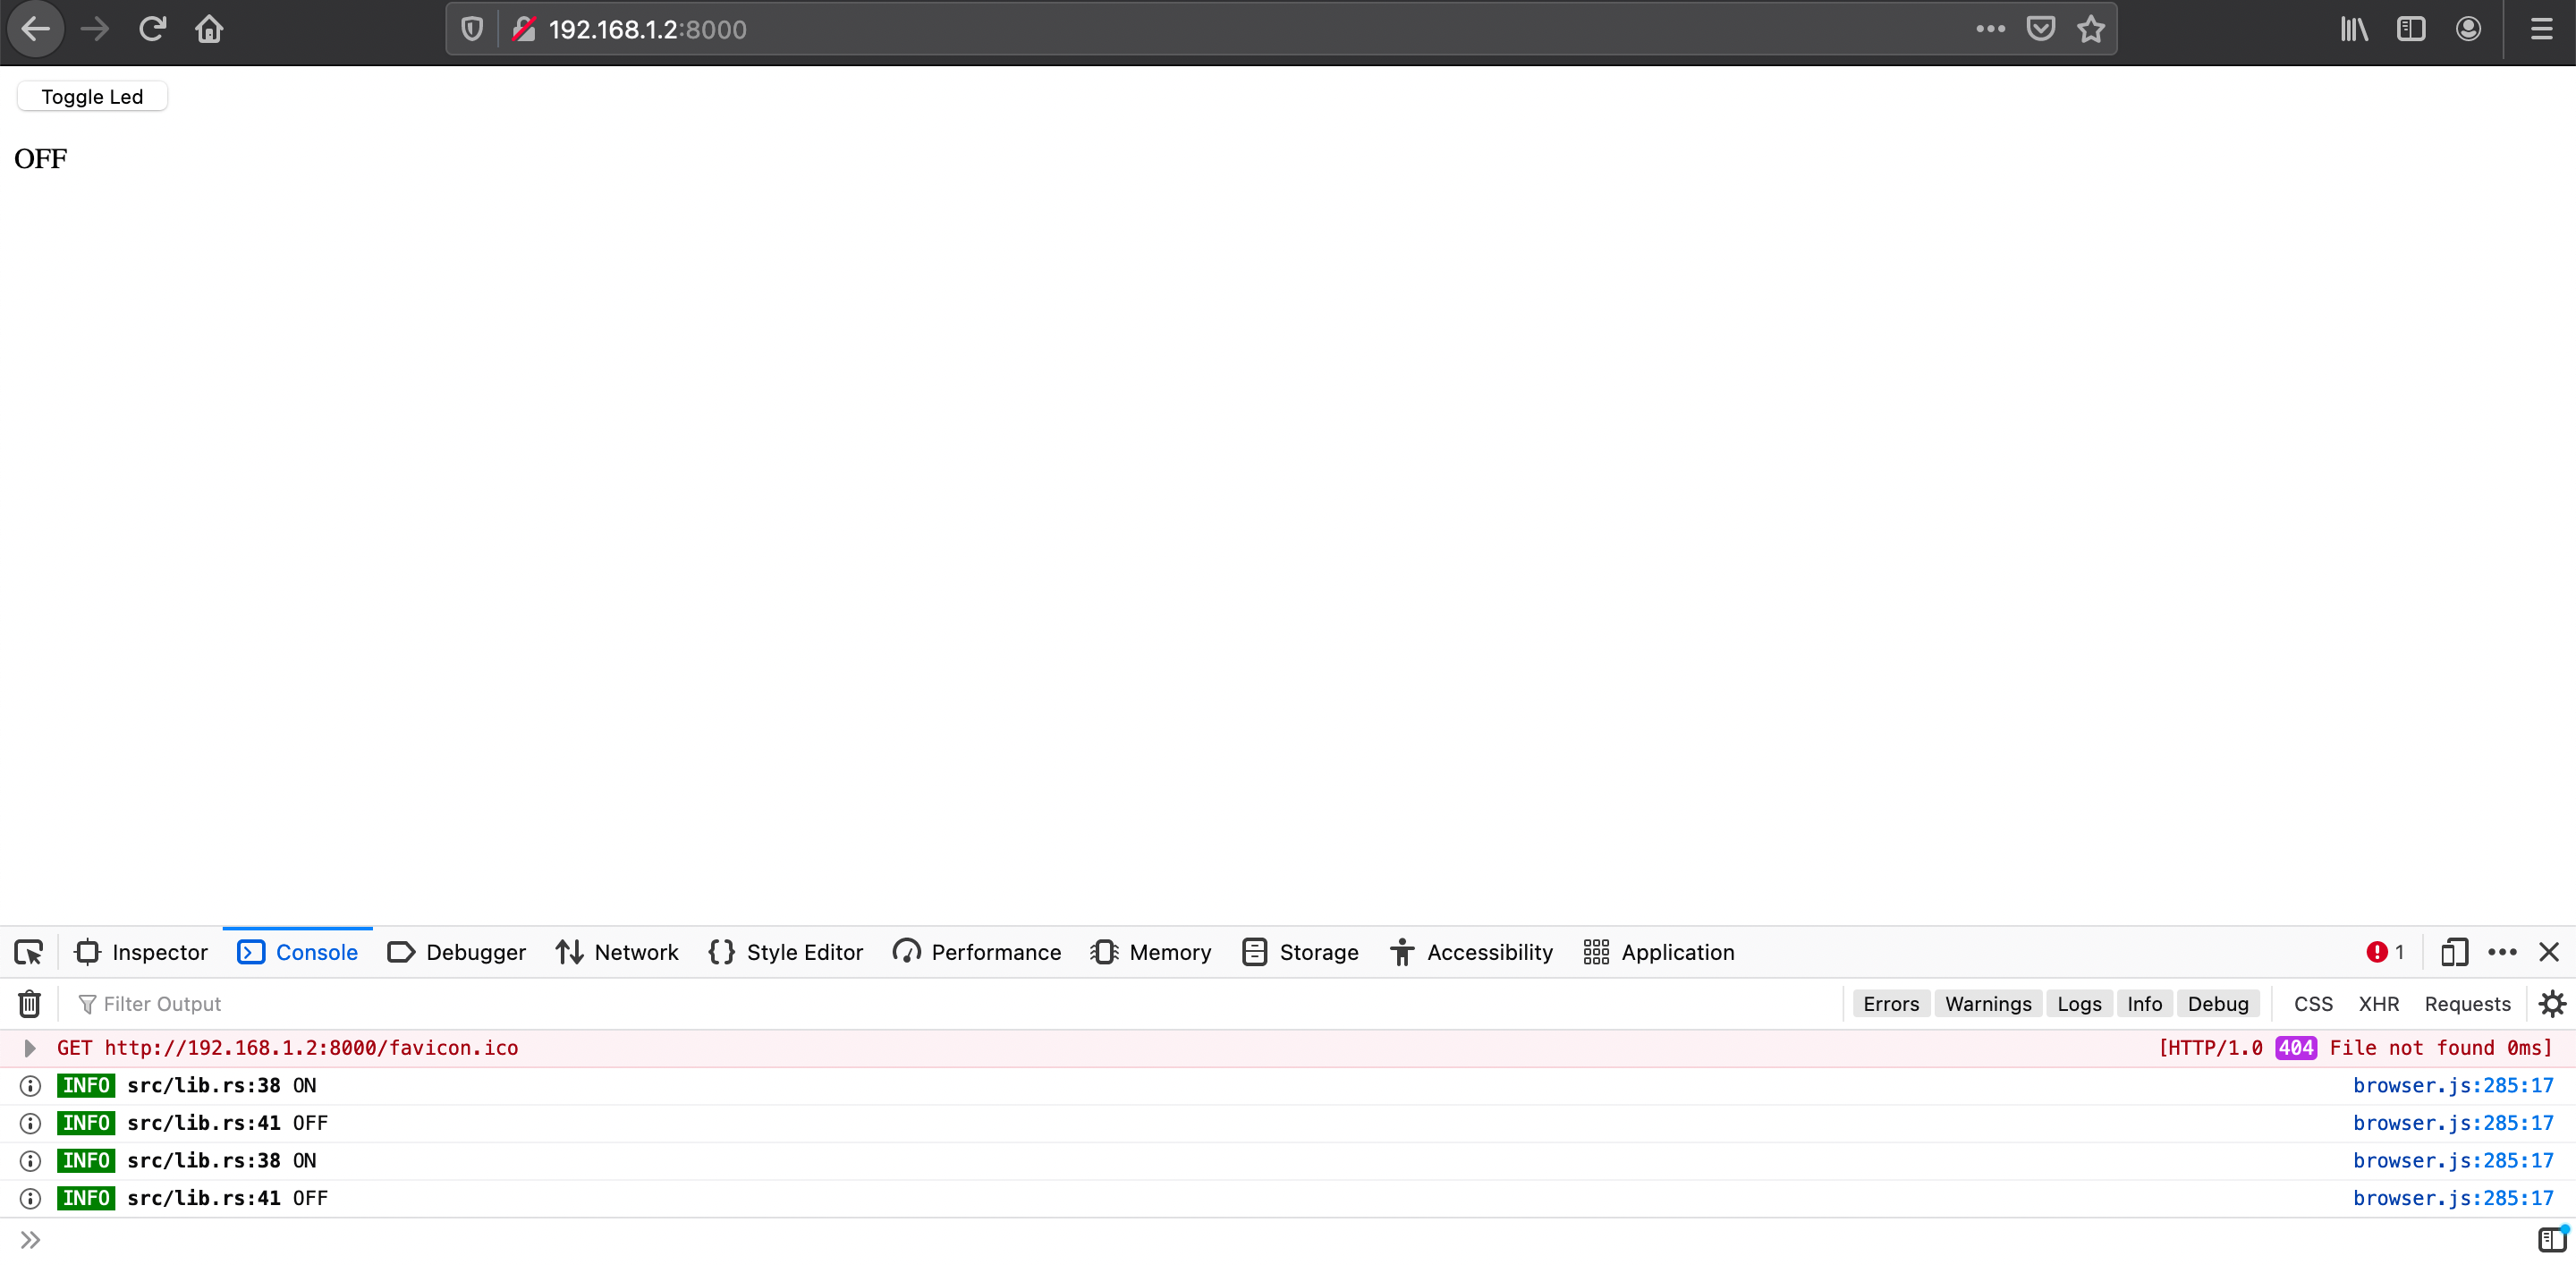 192.168.1.2:8000
Toggle Led
OFF
Inspector Console Debugger Network Style Editor Performance Memory Storage Accessibility Application 1
Filter Output Errors Warnings Logs Info Debug CSS XHR Requests
GET http://192.168.1.2:8000/favicon.ico [HTTP/1.0 404 File not found 0ms]
INFO src/lib.rs:38 ON browser.js:285:17
INFO src/lib.rs:41 OFF browser.js:285:17
INFO src/lib.rs:38 ON browser.js:285:17
INFO src/lib.rs:41 OFF browser.js:285:17